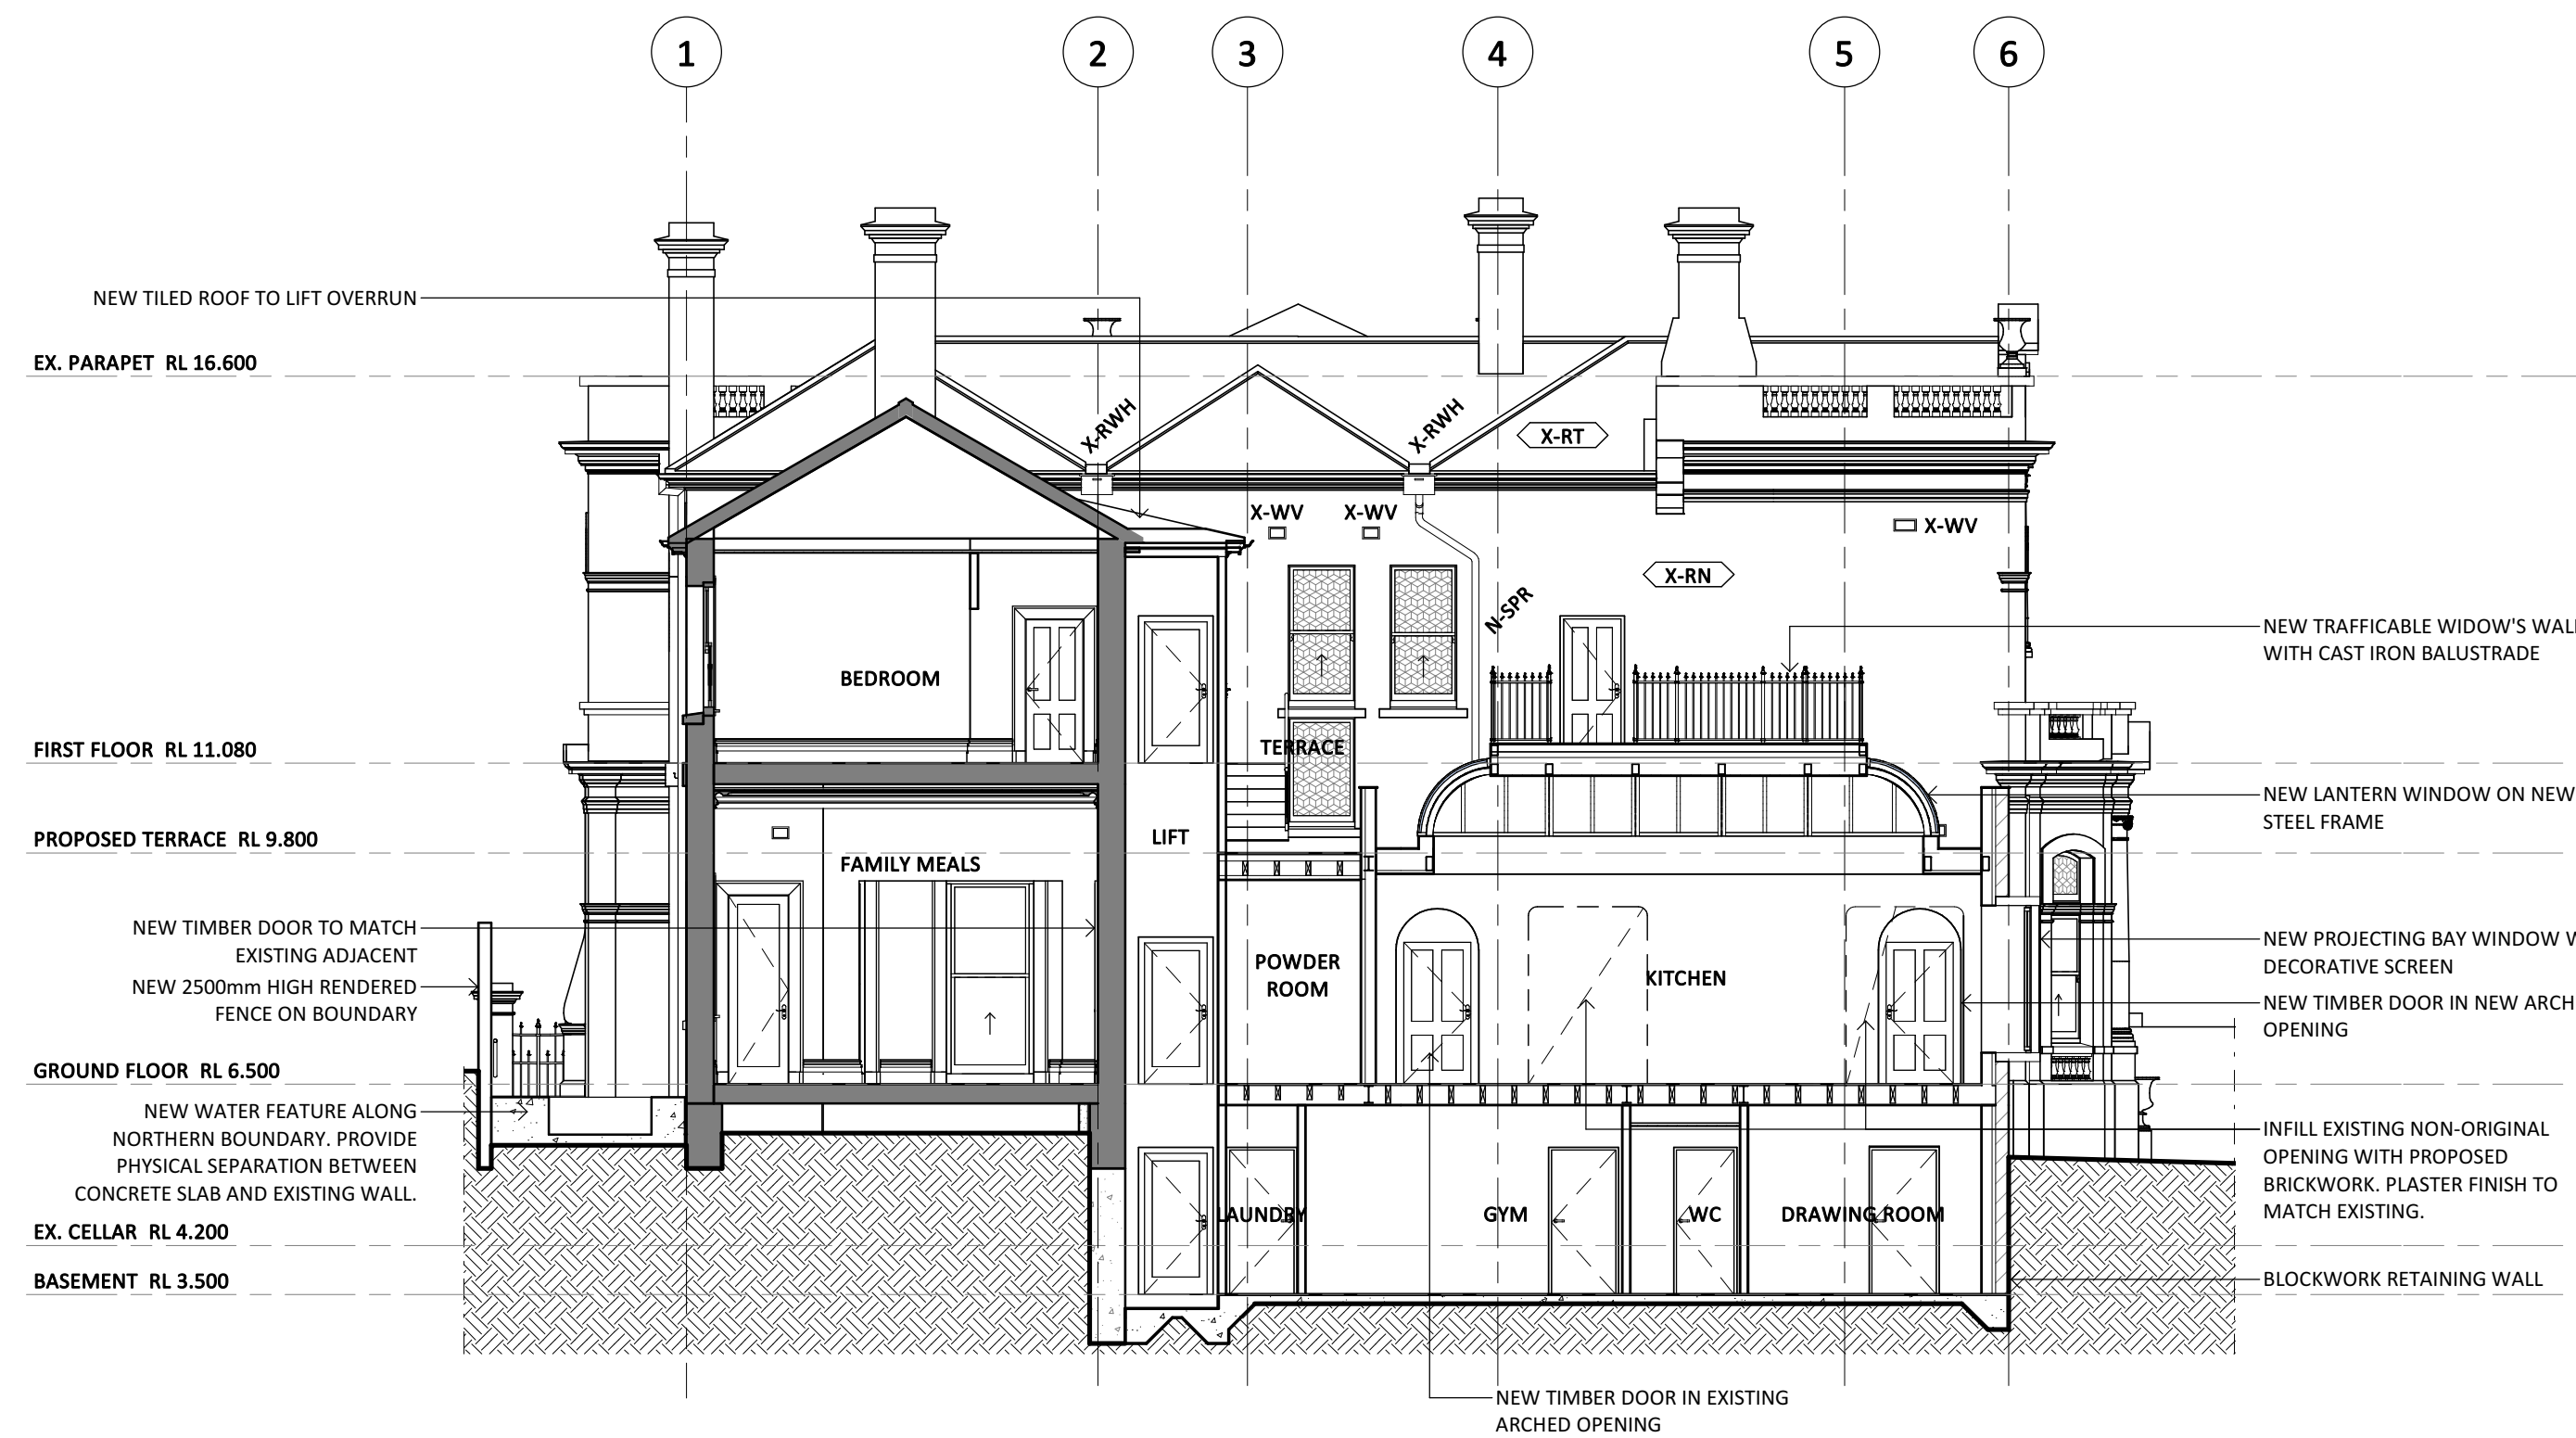 1 2 3 4 5 6
NEW TILED ROOF TO LIFT OVERRUN
EX. PARAPET RL 16.600
X-RWH X-RWH
X-RT
X-WV X-WV
X-WV
X-RN
N-SPR
NEW TRAFFICABLE WIDOW'S
WITH CAST IRON BALUSTRADE
BEDROOM
FIRST FLOOR RL 11.080
TERRACE
NEW LANTERN WINDOW ON NEW
STEEL FRAME
PROPOSED TERRACE RL 9.800
LIFT
FAMILY MEALS
NEW TIMBER DOOR TO MATCH
EXISTING ADJACENT
NEW 2500mm HIGH RENDERED
FENCE ON BOUNDARY
POWDER
ROOM
KITCHEN
NEW PROJECTING BAY WINDOW
DECORATIVE SCREEN
NEW TIMBER DOOR IN NEW ARCH
OPENING
GROUND FLOOR RL 6.500
NEW WATER FEATURE ALONG
NORTHERN BOUNDARY. PROVIDE
PHYSICAL SEPARATION BETWEEN
CONCRETE SLAB AND EXISTING WALL.
INFILL EXISTING NON-ORIGINAL
OPENING WITH PROPOSED
BRICKWORK. PLASTER FINISH TO
MATCH EXISTING.
EX. CELLAR RL 4.200
LAUNDRY GYM WC DRAWING ROOM
BASEMENT RL 3.500
BLOCKWORK RETAINING WALL
NEW TIMBER DOOR IN EXISTING
ARCHED OPENING